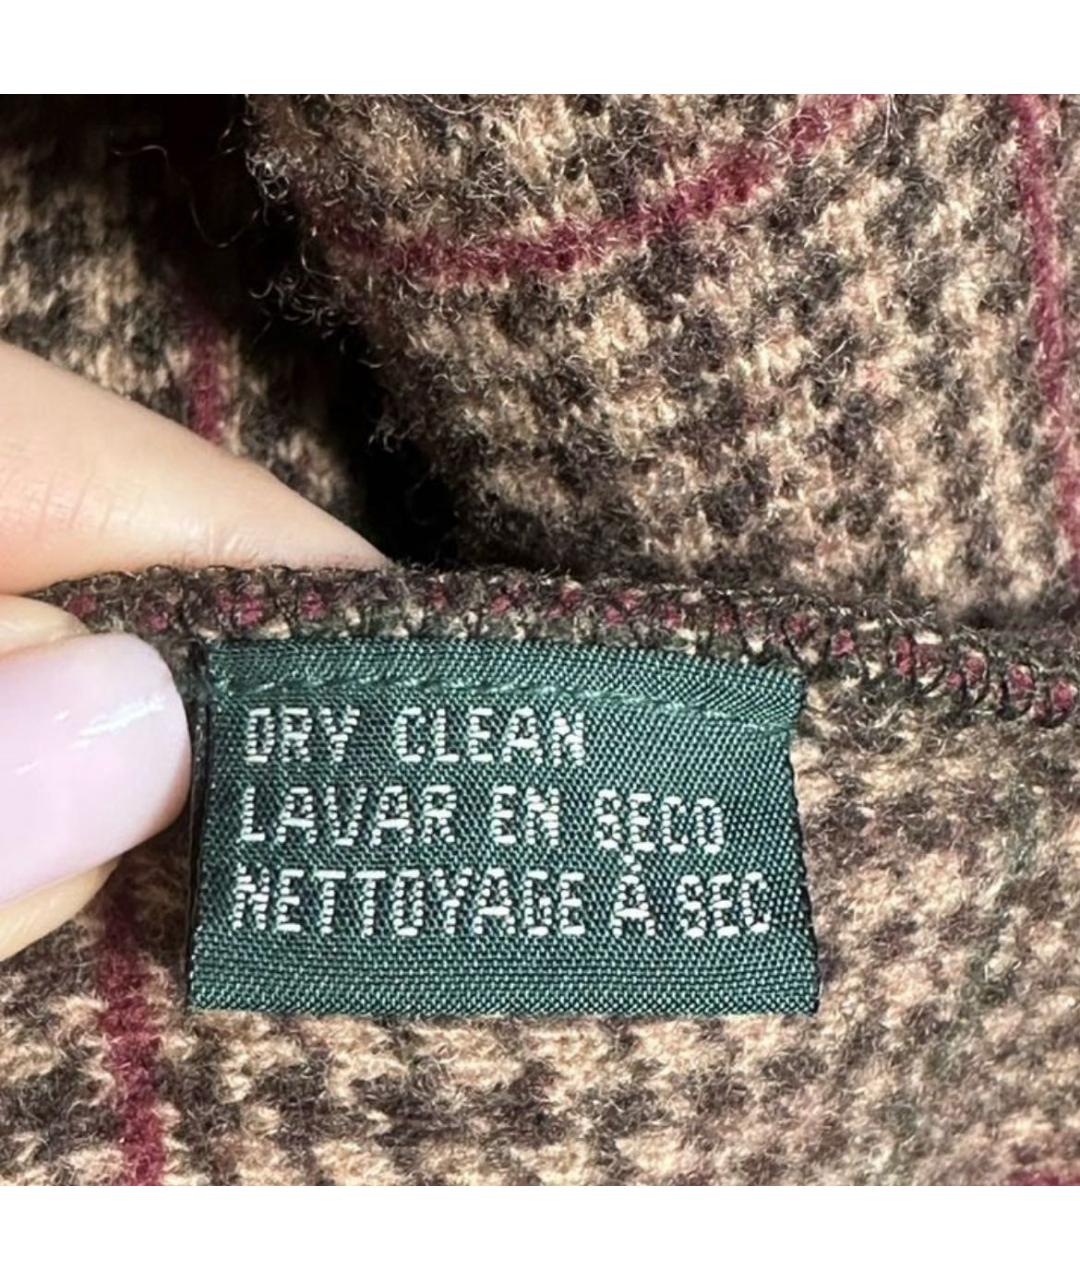 DRY CLEAN
LAVAR EN SECO
NETTOYAGE À SEC